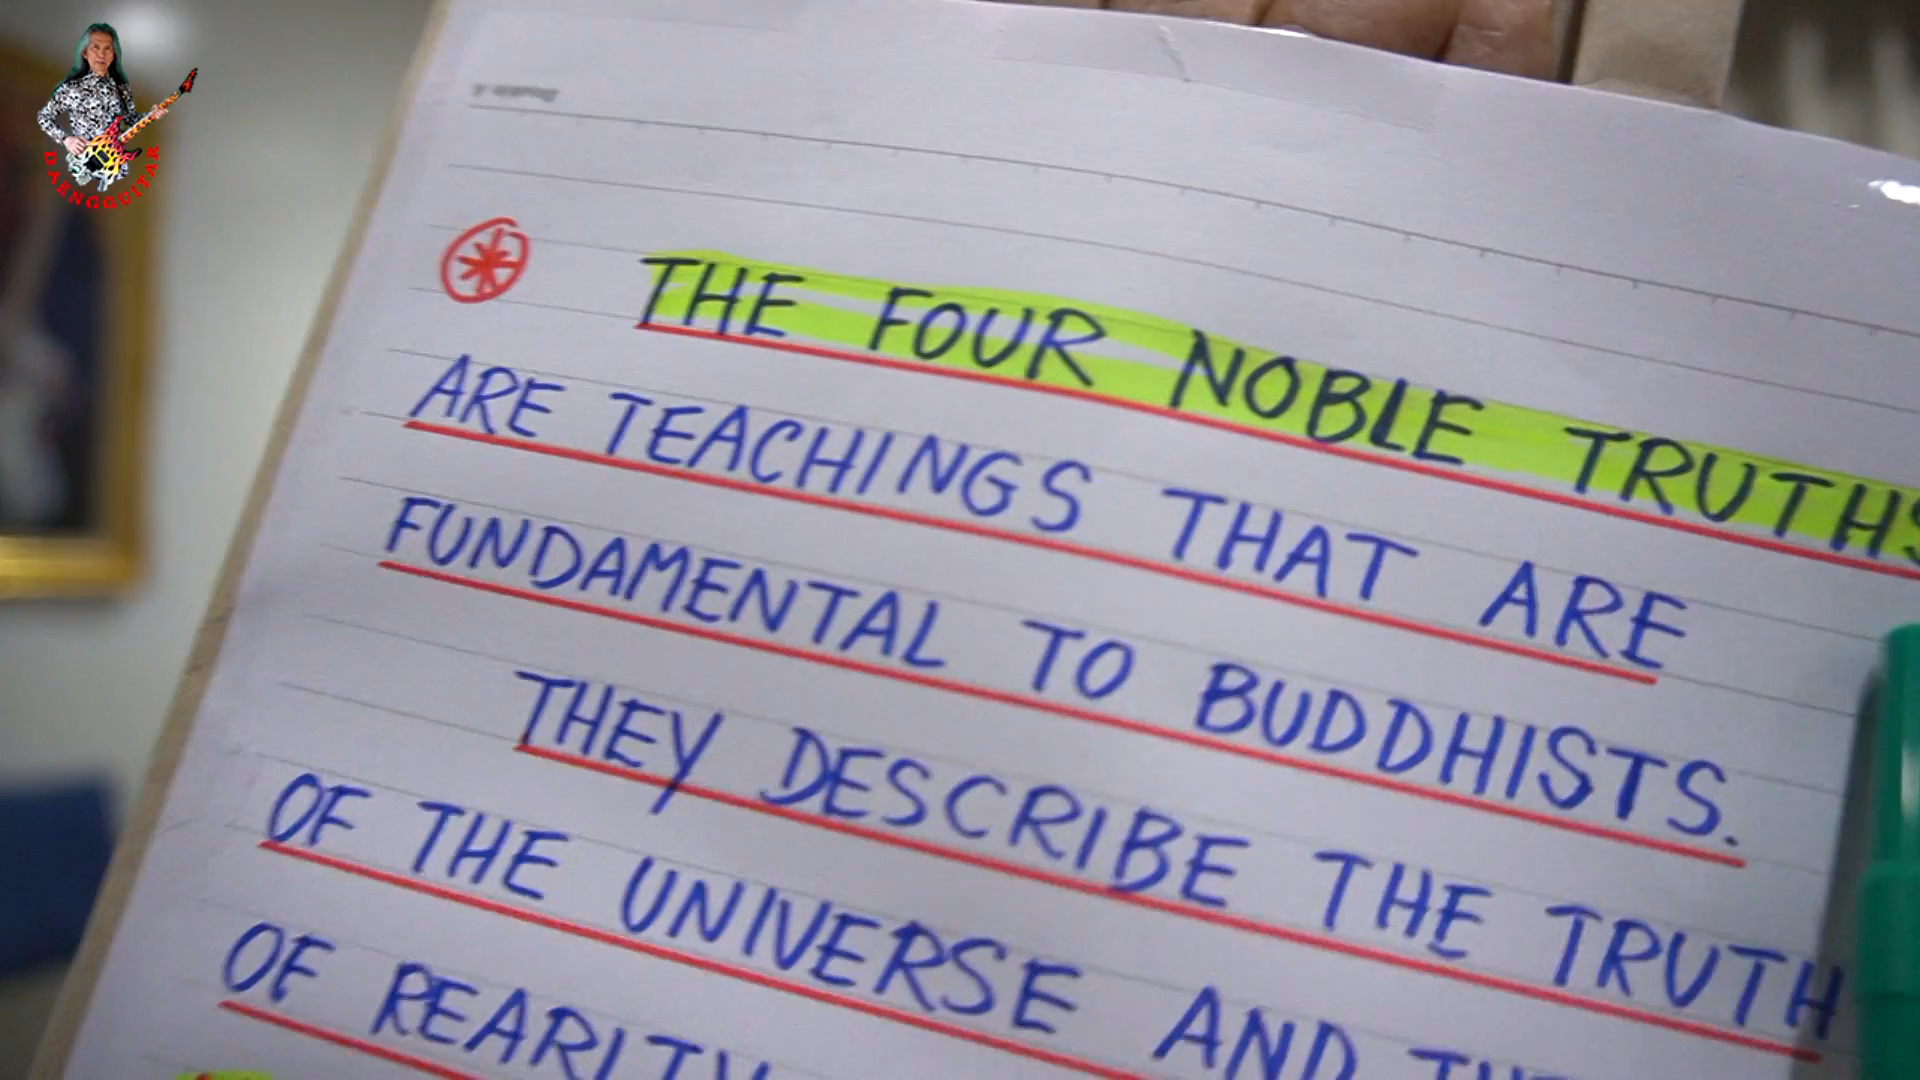 DAENGGUITAR
THE FOUR NOBLE TRUTHS
ARE TEACHINGS THAT ARE
FUNDAMENTAL TO BUDDHISTS.
THEY DESCRIBE THE TRUTH
OF THE UNIVERSE AND
OF REARITY